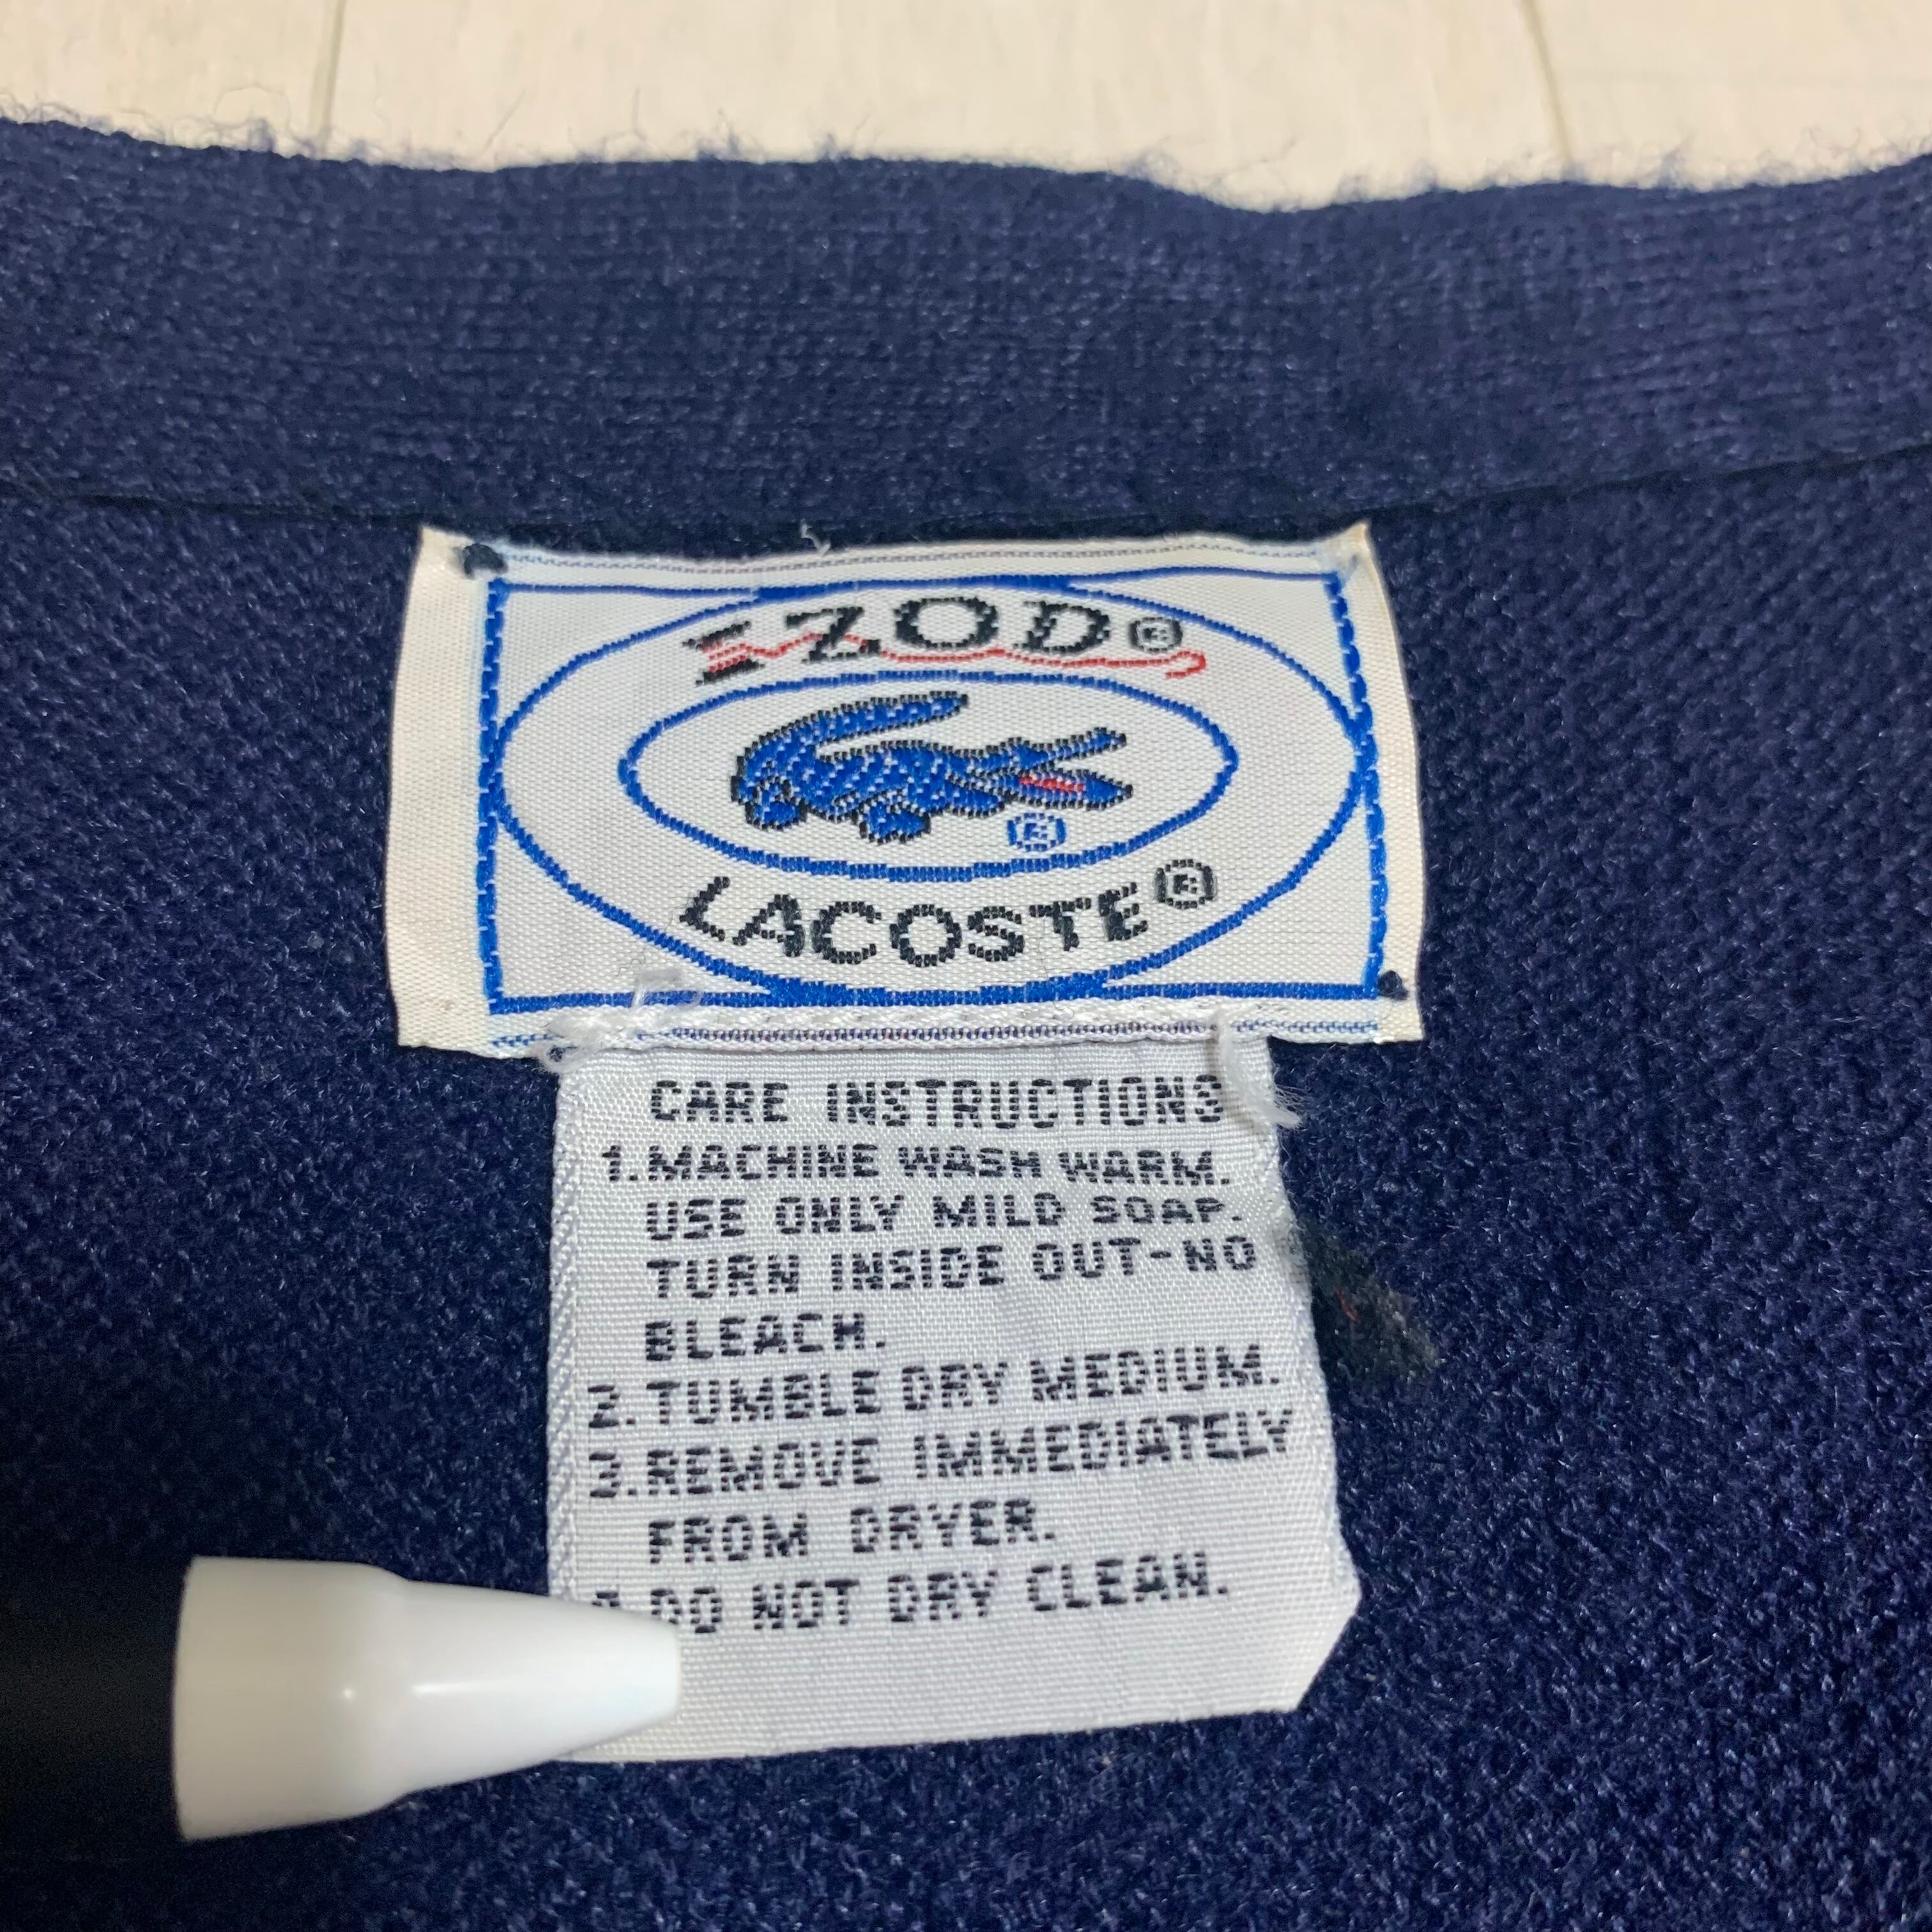 IZOD®
®
LACOSTE®
CARE INSTRUCTIONS
1.MACHINE WASH WARM.
USE ONLY MILD SOAP.
TURN INSIDE OUT-NO
BLEACH.
2.TUMBLE DRY MEDIUM.
3.REMOVE IMMEDIATELY
FROM DRYER.
DO NOT DRY CLEAN.